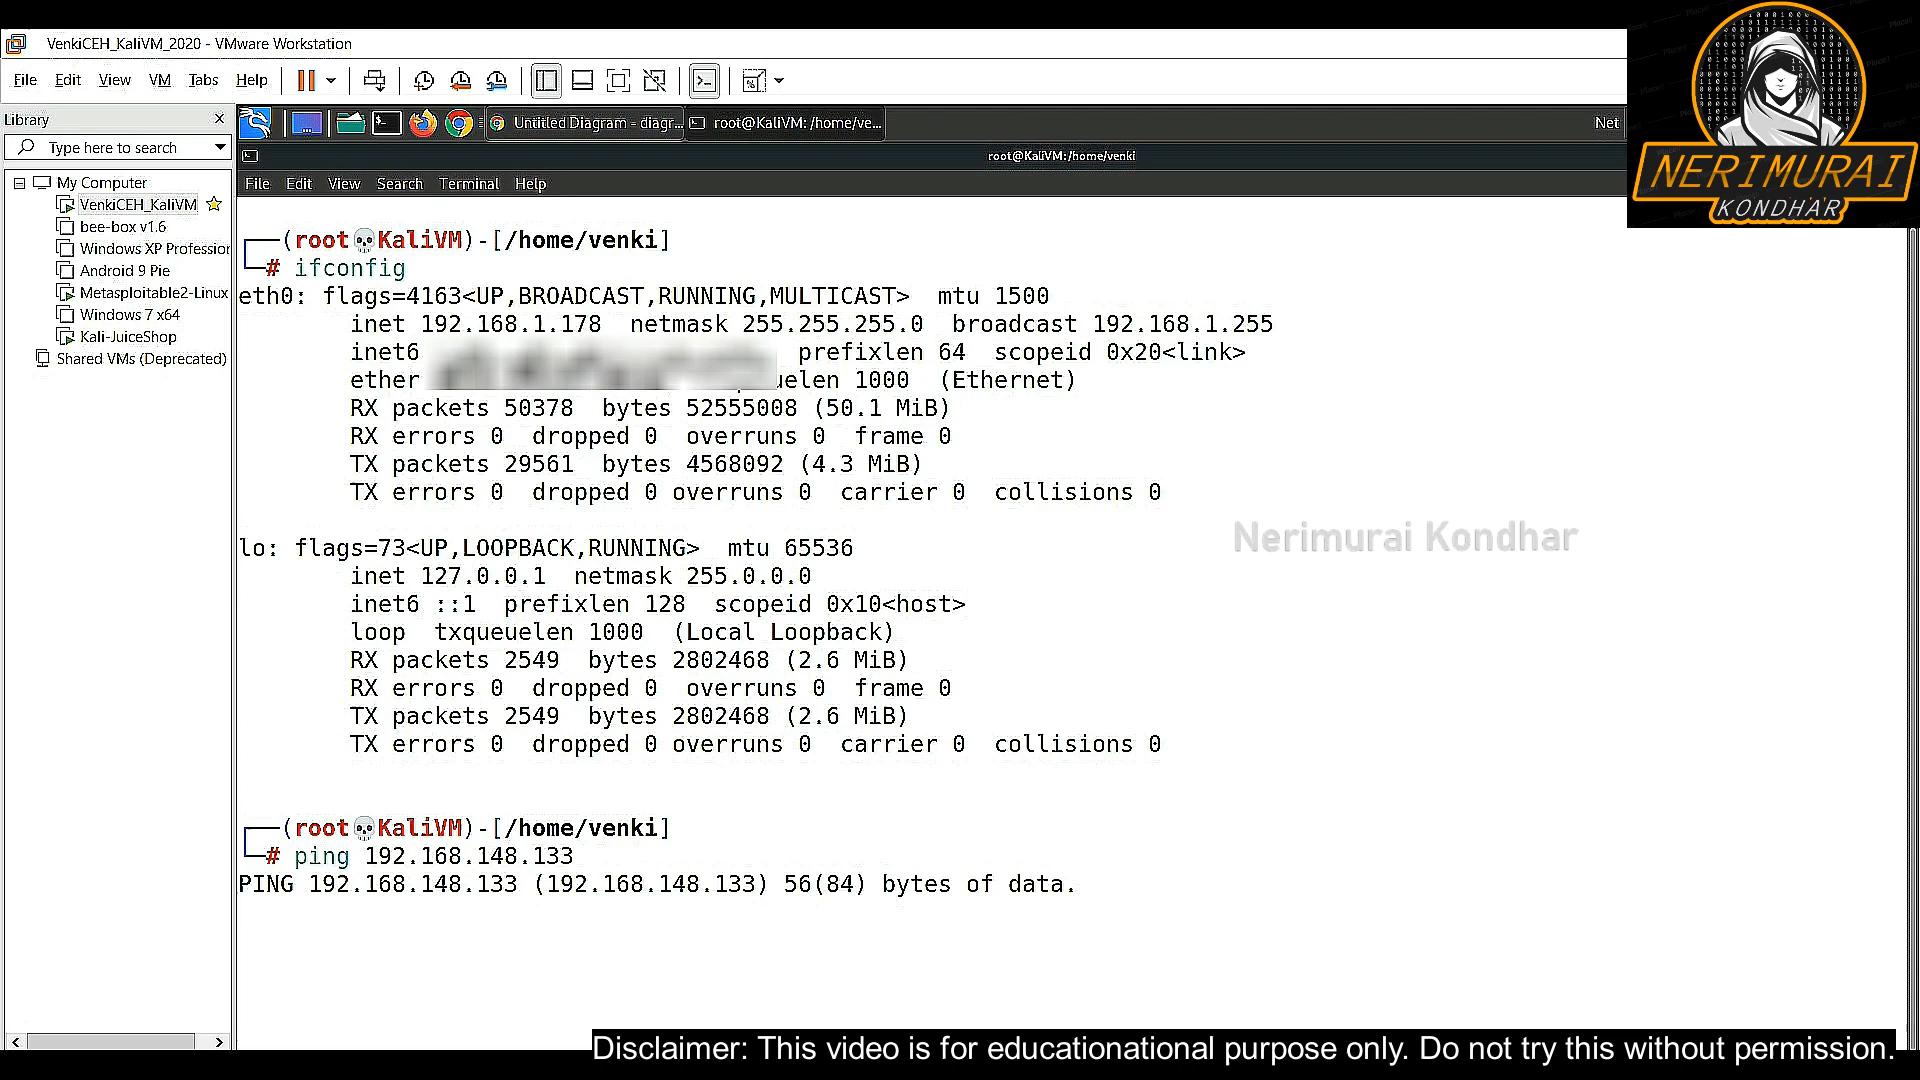 VenkiCEH_KaliVM_2020 - VMware Workstation
File Edit View VM Tabs Help
Library
Type here to search
My Computer
VenkiCEH_KaliVM
bee-box v1.6
Windows XP Profession
Android 9 Pie
Metasploitable2-Linux
Windows 7 x64
Kali-JuiceShop
Shared VMs (Deprecated)
Untitled Diagram - diagr...
root@KaliVM: /home/ve...
Net
root@KaliVM:/home/venki
File Edit View Search Terminal Help
(root💀KaliVM)-[/home/venki]
# ifconfig
eth0: flags=4163<UP,BROADCAST,RUNNING,MULTICAST> mtu 1500
inet 192.168.1.178 netmask 255.255.255.0 broadcast 192.168.1.255
inet6 prefixlen 64 scopeid 0x20<link>
ether uelen 1000 (Ethernet)
RX packets 50378 bytes 52555008 (50.1 MiB)
RX errors 0 dropped 0 overruns 0 frame 0
TX packets 29561 bytes 4568092 (4.3 MiB)
TX errors 0 dropped 0 overruns 0 carrier 0 collisions 0
lo: flags=73<UP,LOOPBACK,RUNNING> mtu 65536
inet 127.0.0.1 netmask 255.0.0.0
inet6 ::1 prefixlen 128 scopeid 0x10<host>
loop txqueuelen 1000 (Local Loopback)
RX packets 2549 bytes 2802468 (2.6 MiB)
RX errors 0 dropped 0 overruns 0 frame 0
TX packets 2549 bytes 2802468 (2.6 MiB)
TX errors 0 dropped 0 overruns 0 carrier 0 collisions 0
(root💀KaliVM)-[/home/venki]
# ping 192.168.148.133
PING 192.168.148.133 (192.168.148.133) 56(84) bytes of data.
NERIMURAI
KONDHAR
Nerimurai Kondhar
Disclaimer: This video is for educationational purpose only. Do not try this without permission.